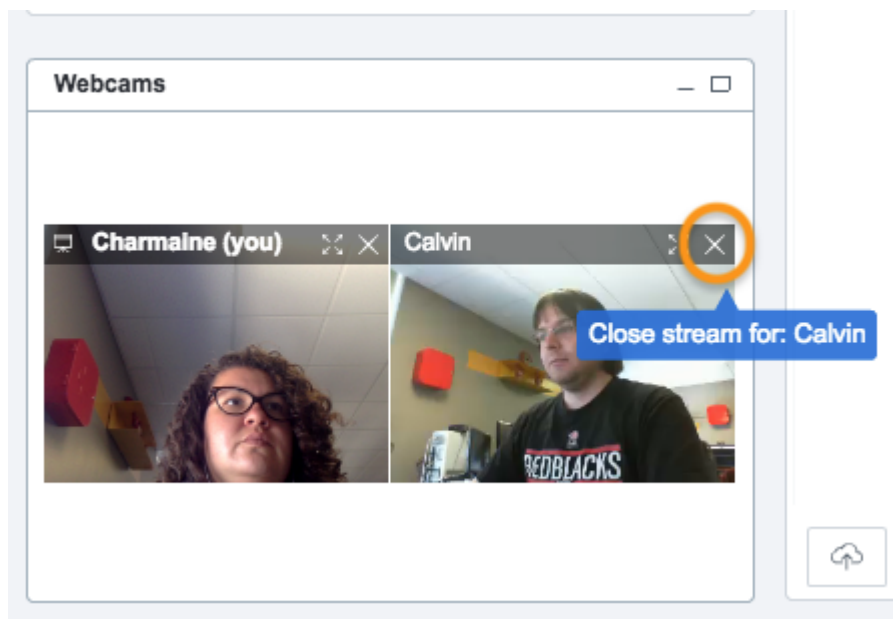 Webcams
Charmaine (you)
Calvin
Close stream for: Calvin
REDBLACKS